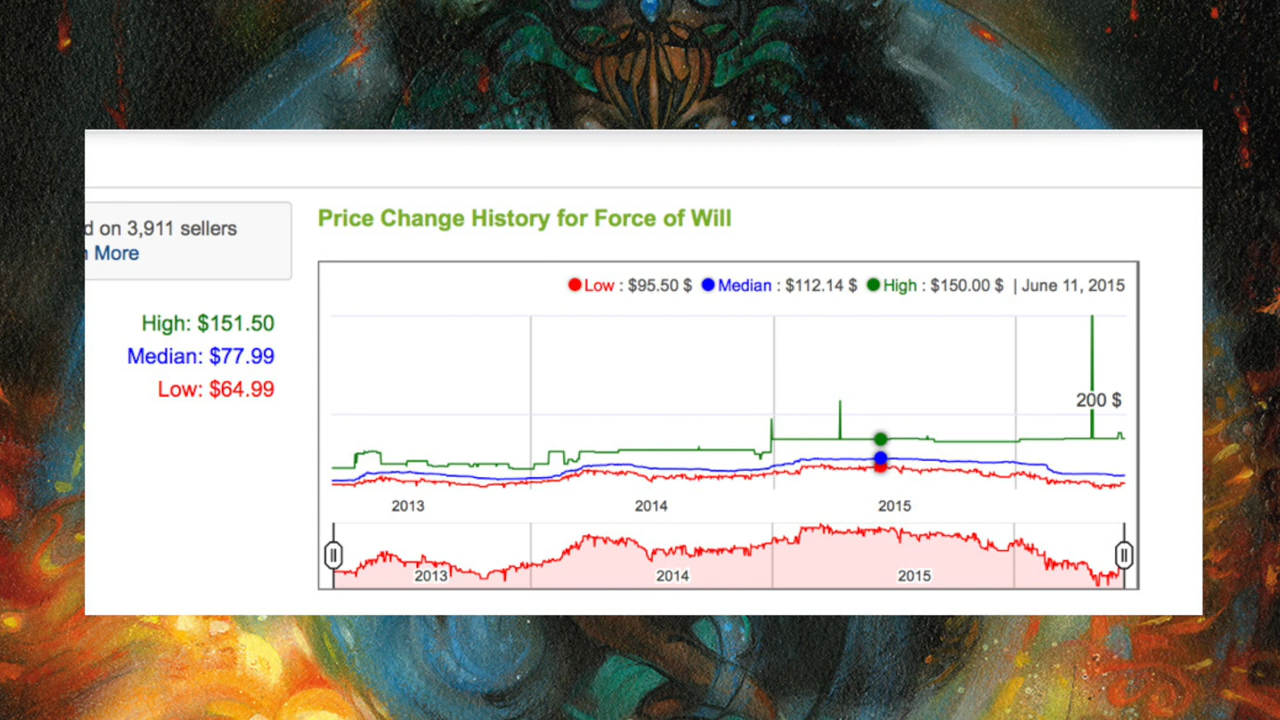 d on 3,911 sellers
More
High: $151.50
Median: $77.99
Low: $64.99
Price Change History for Force of Will
Low : $95.50 $ Median : $112.14 $ High : $150.00 $ | June 11, 2015
200 $
2013 2014 2015
2013 2014 2015